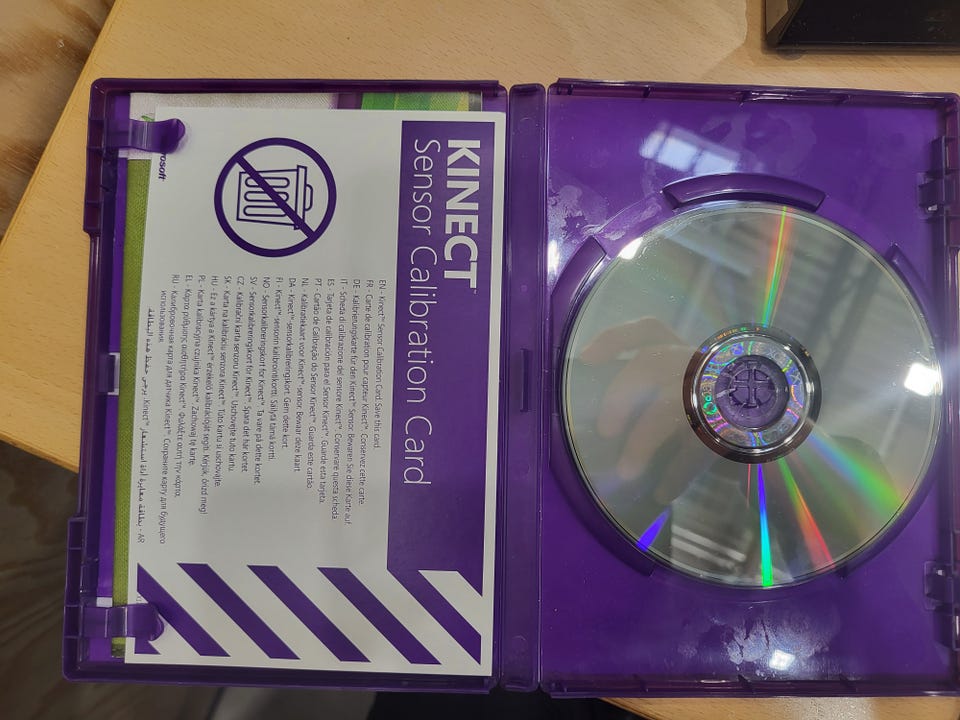 KINECT™
Sensor Calibration Card
EN - Kinect™ Sensor Calibration Card. Save this card.
FR - Carte de calibration pour capteur Kinect™. Conservez cette carte.
DE - Kalibrierungskarte für den Kinect™ Sensor. Bewaren Sie diese Karte auf.
IT - Scheda di calibrazione del sensore Kinect™. Conservare questa scheda.
ES - Tarjeta de calibración para el Sensor Kinect™. Guarde esta tarjeta.
PT - Cartão de Calibração do Sensor Kinect™. Guarda este cartão.
NL - Kalibratiekaart voor Kinect™-sensor. Bewaar deze kaart.
DA - Kinect™-sensorkalibreringskort. Gem dette kort.
FI - Kinect™-sensorin kalibrointikortti. Säilytä tämä kortti.
NO - Sensorkalibreringskort for Kinect™. Ta vare på dette kortet.
SV - Sensorkalibreringskort för Kinect™. Spara det här kortet.
CZ - Kalibrační karta senzoru Kinect™. Uschovejte tuto kartu.
SK - Karta na kalibráciu senzora Kinect™. Túto kartu si uschovajte.
HU - Ez a kártya a Kinect™ érzékelő kalibrálóját segíti. Kérjük, őrizd meg!
PL - Karta kalibracyjna czujnika Kinect™. Zachowaj tę kartę.
EL - Κάρτα ρύθμισης αισθητήρα Kinect™. Φυλάξτε αυτή την κάρτα.
RU - Калибровочная карта для датчика Kinect™. Сохраните карту для будущего
использования.
AR - بطاقة معايرة أداة استشعار Kinect™. يرجى حفظ هذه البطاقة.
rosoft